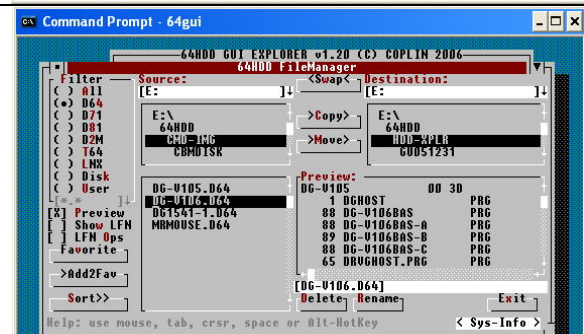 Command Prompt - 64gui
64HDD GUI EXPLORER v1.20 (C) COPLIN 2006
64HDD FileManager
Filter
( ) All
(•) D64
( ) D71
( ) D81
( ) D2M
( ) T64
( ) LNX
( ) Disk
( ) User
[*.* ]↓
[X] Preview
[ ] Show LFN
[ ] LFN Ops
Favorite
>Add2Fav
Sort>>
Source:
[E: ]↓
E:\
64HDD
CMD-IMG
CBMDISK
DG-V105.D64
DG-V106.D64
DG1541-1.D64
MRMOUSE.D64
<Swap<
>Copy>
>Move>
Destination:
[E: ]↓
E:\
64HDD
HDD-XPLR
GUD51231
Preview:
DG-V105 00 3D
1 DGHOST PRG
88 DG-V106BAS PRG
88 DG-V106BAS-A PRG
89 DG-V106BAS-B PRG
88 DG-V106BAS-C PRG
65 DRVGHOST.PRG PRG
[DG-V106.D64]
Delete Rename Exit
Help: use mouse, tab, crsr, space or Alt-HotKey < Sys-Info >